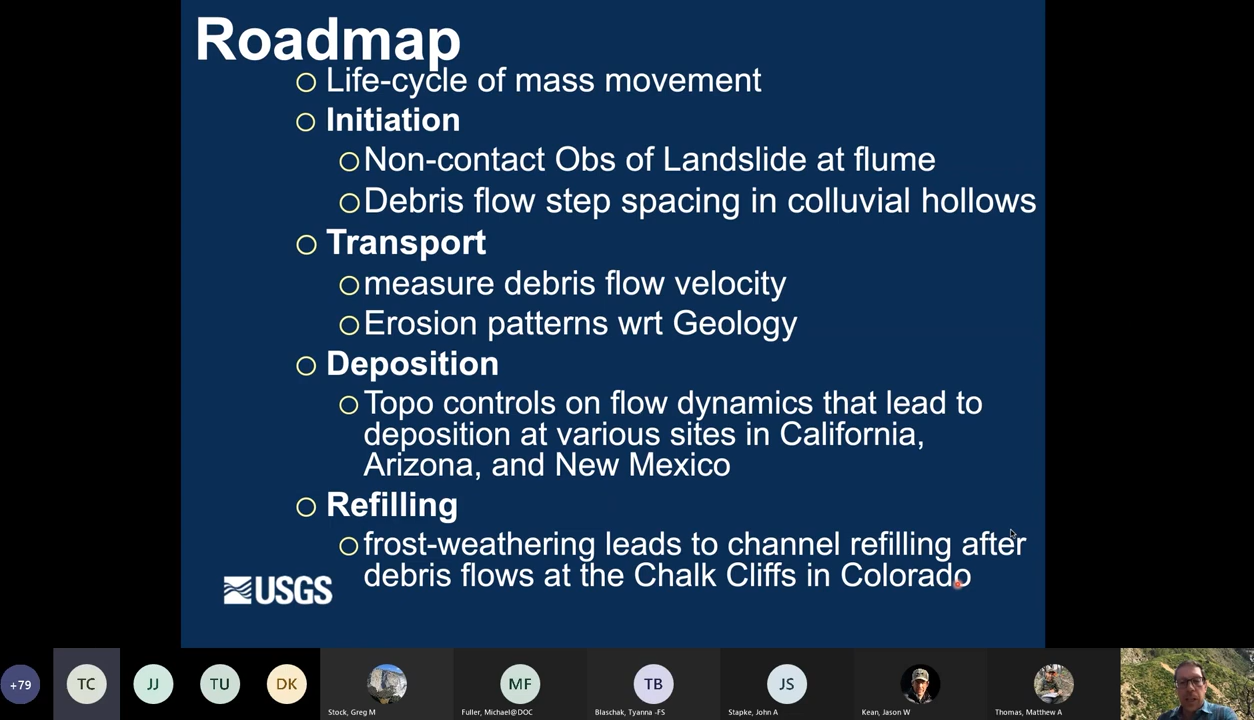 Roadmap
Life-cycle of mass movement
Initiation
Non-contact Obs of Landslide at flume
Debris flow step spacing in colluvial hollows
Transport
measure debris flow velocity
Erosion patterns wrt Geology
Deposition
Topo controls on flow dynamics that lead to
deposition at various sites in California,
Arizona, and New Mexico
Refilling
frost-weathering leads to channel refilling after
debris flows at the Chalk Cliffs in Colorado
USGS
+79
TC
JJ
TU
DK
Stock, Greg M
MF
Fuller, Michael@DOC
TB
Blaschak, Tyanna -FS
JS
Stapke, John A
Kean, Jason W
Thomas, Matthew A